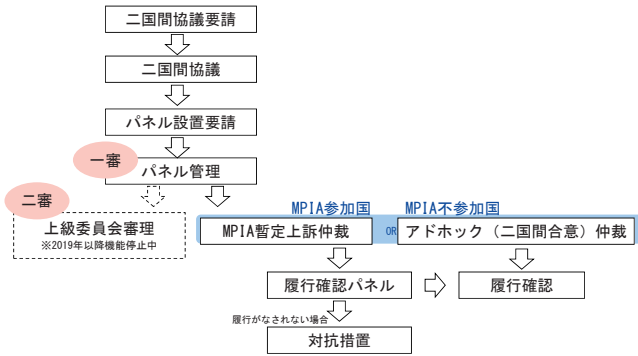 二国間協議要請
二国間協議
パネル設置要請
一審
パネル管理
二審
上級委員会審理
※2019年以降機能停止中
MPIA参加国
MPIA不参加国
MPIA暫定上訴仲裁
OR
アドホック（二国間合意）仲裁
履行確認パネル
履行確認
履行がなされない場合
対抗措置